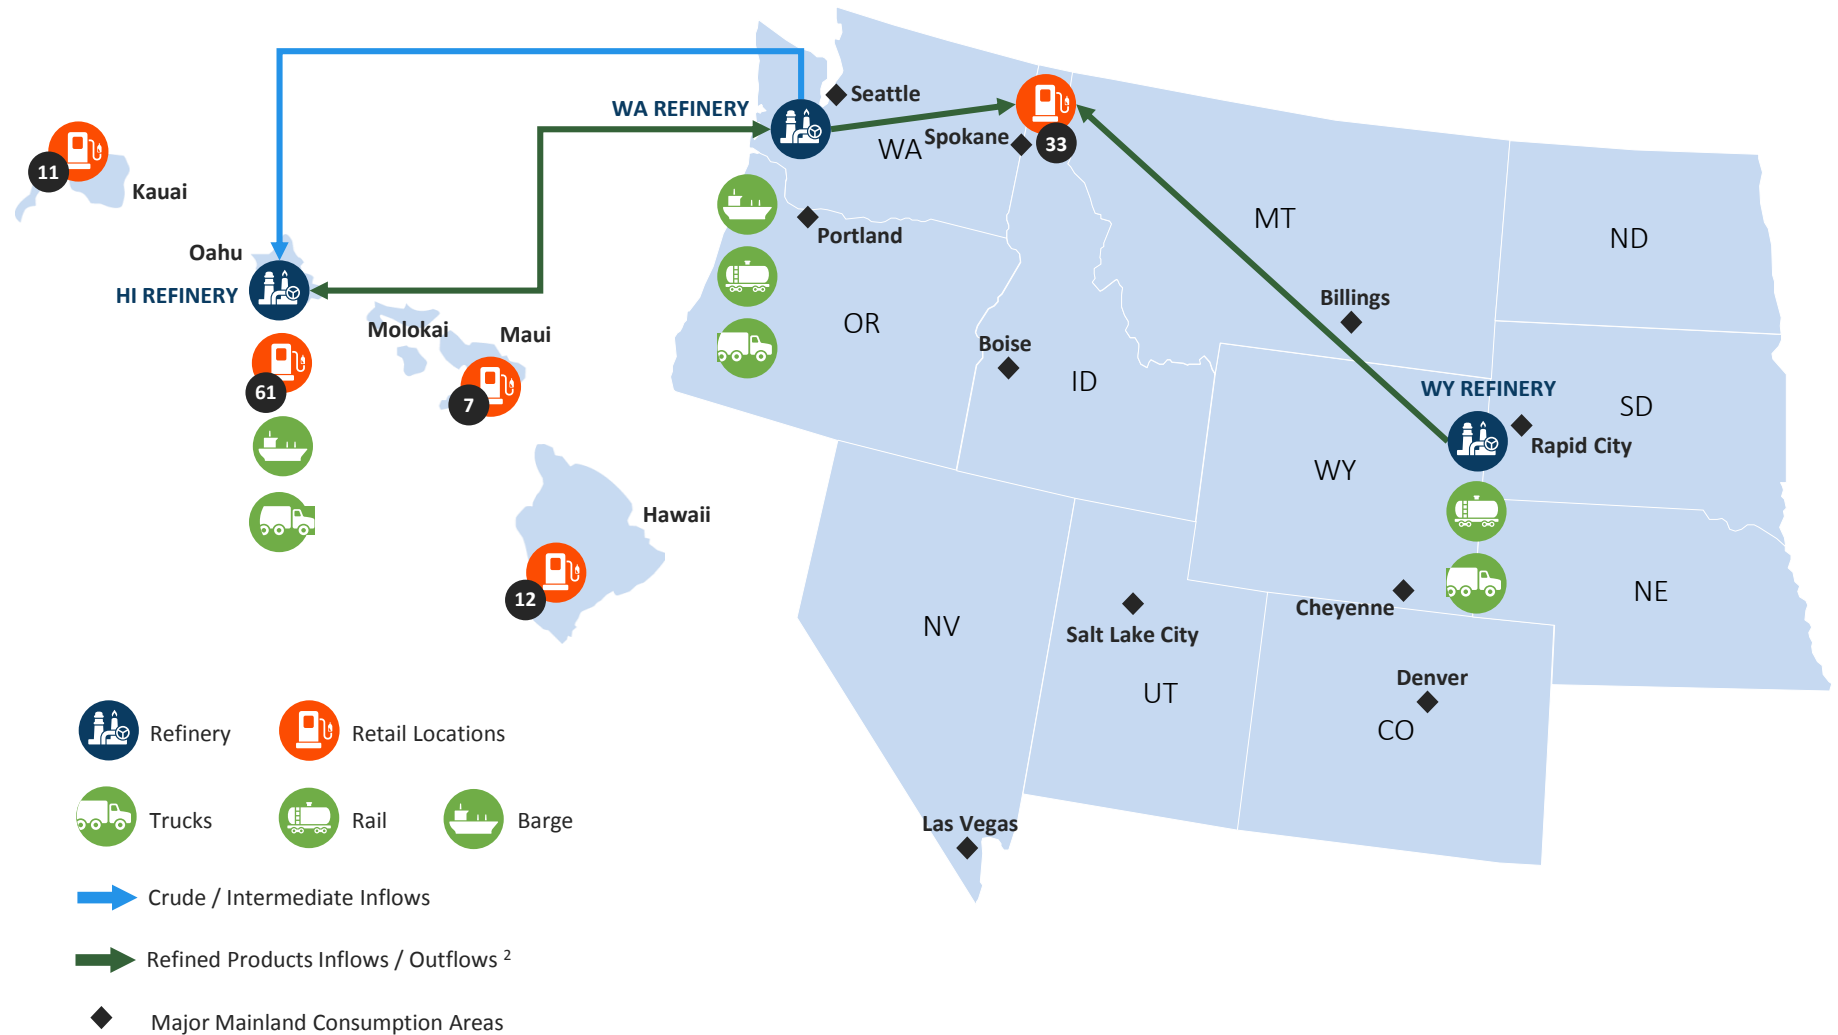 WA REFINERY
Seattle
Spokane
33
WA
11
Kauai
Oahu
HI REFINERY
61
Molokai
Maui
7
Hawaii
12
Portland
OR
Boise
ID
MT
Billings
ND
WY REFINERY
SD
Rapid City
WY
Cheyenne
NE
NV
Salt Lake City
UT
Denver
CO
Las Vegas
Refinery
Retail Locations
Trucks
Rail
Barge
Crude / Intermediate Inflows
Refined Products Inflows / Outflows 2
Major Mainland Consumption Areas